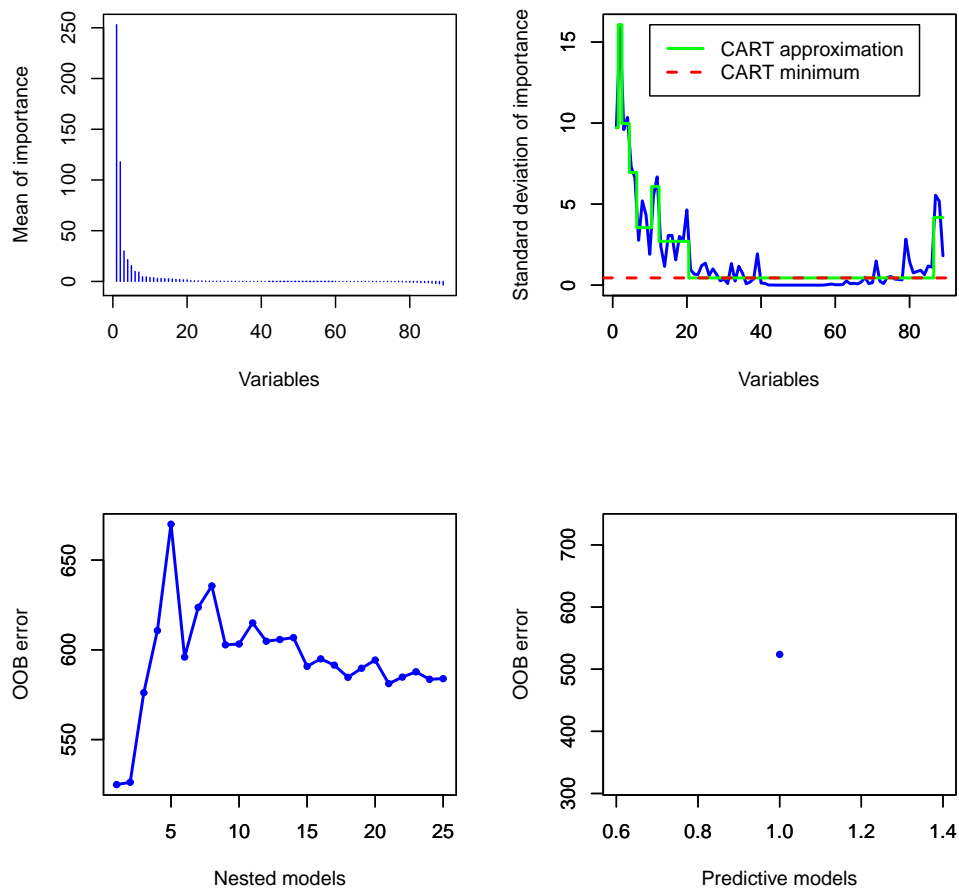 Mean of importance
250
200
150
100
50
0
0 20 40 60 80
Variables
Standard deviation of importance
15
10
5
0
CART approximation
CART minimum
0 20 40 60 80
Variables
OOB error
650
600
550
5 10 15 20 25
Nested models
OOB error
700
600
500
400
300
0.6 0.8 1.0 1.2 1.4
Predictive models